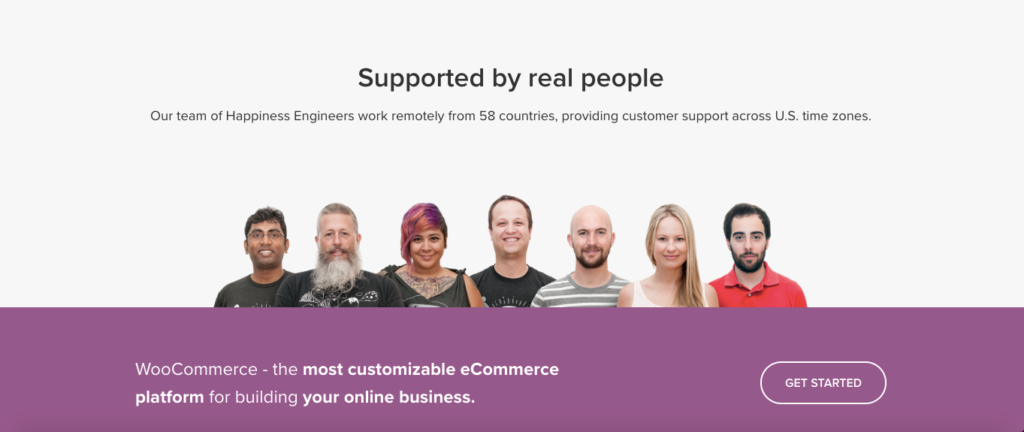 Supported by real people
Our team of Happiness Engineers work remotely from 58 countries, providing customer support across U.S. time zones.
WooCommerce - the most customizable eCommerce
platform for building your online business.
GET STARTED